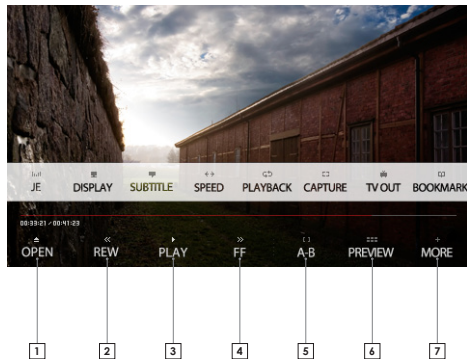 JE DISPLAY SUBTITLE SPEED PLAYBACK CAPTURE TV OUT BOOKMARK
00:33:21 / 00:41:23
OPEN REW PLAY FF A-B PREVIEW MORE
1 2 3 4 5 6 7